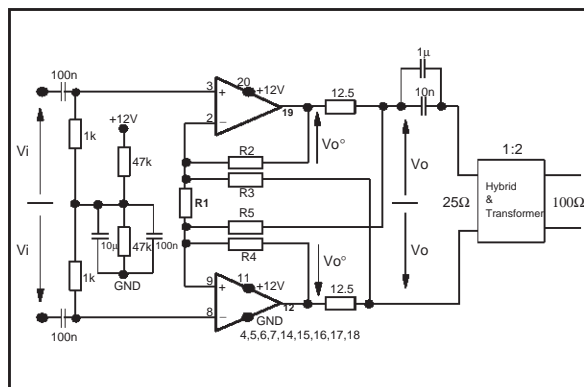 1μ
100n
3
20
+12V
12.5
+
10n
+12V
2
−
19
1k
Vo°
1:2
Vi
47k
R2
Vo
R3
Hybrid
&
Transformer
R1
25Ω
100Ω
R5
10μ
47k
100n
R4
Vo
Vi
Vo°
GND
11
12.5
1k
9
+
+12V
12
8
−
GND
100n
4,5,6,7,14,15,16,17,18